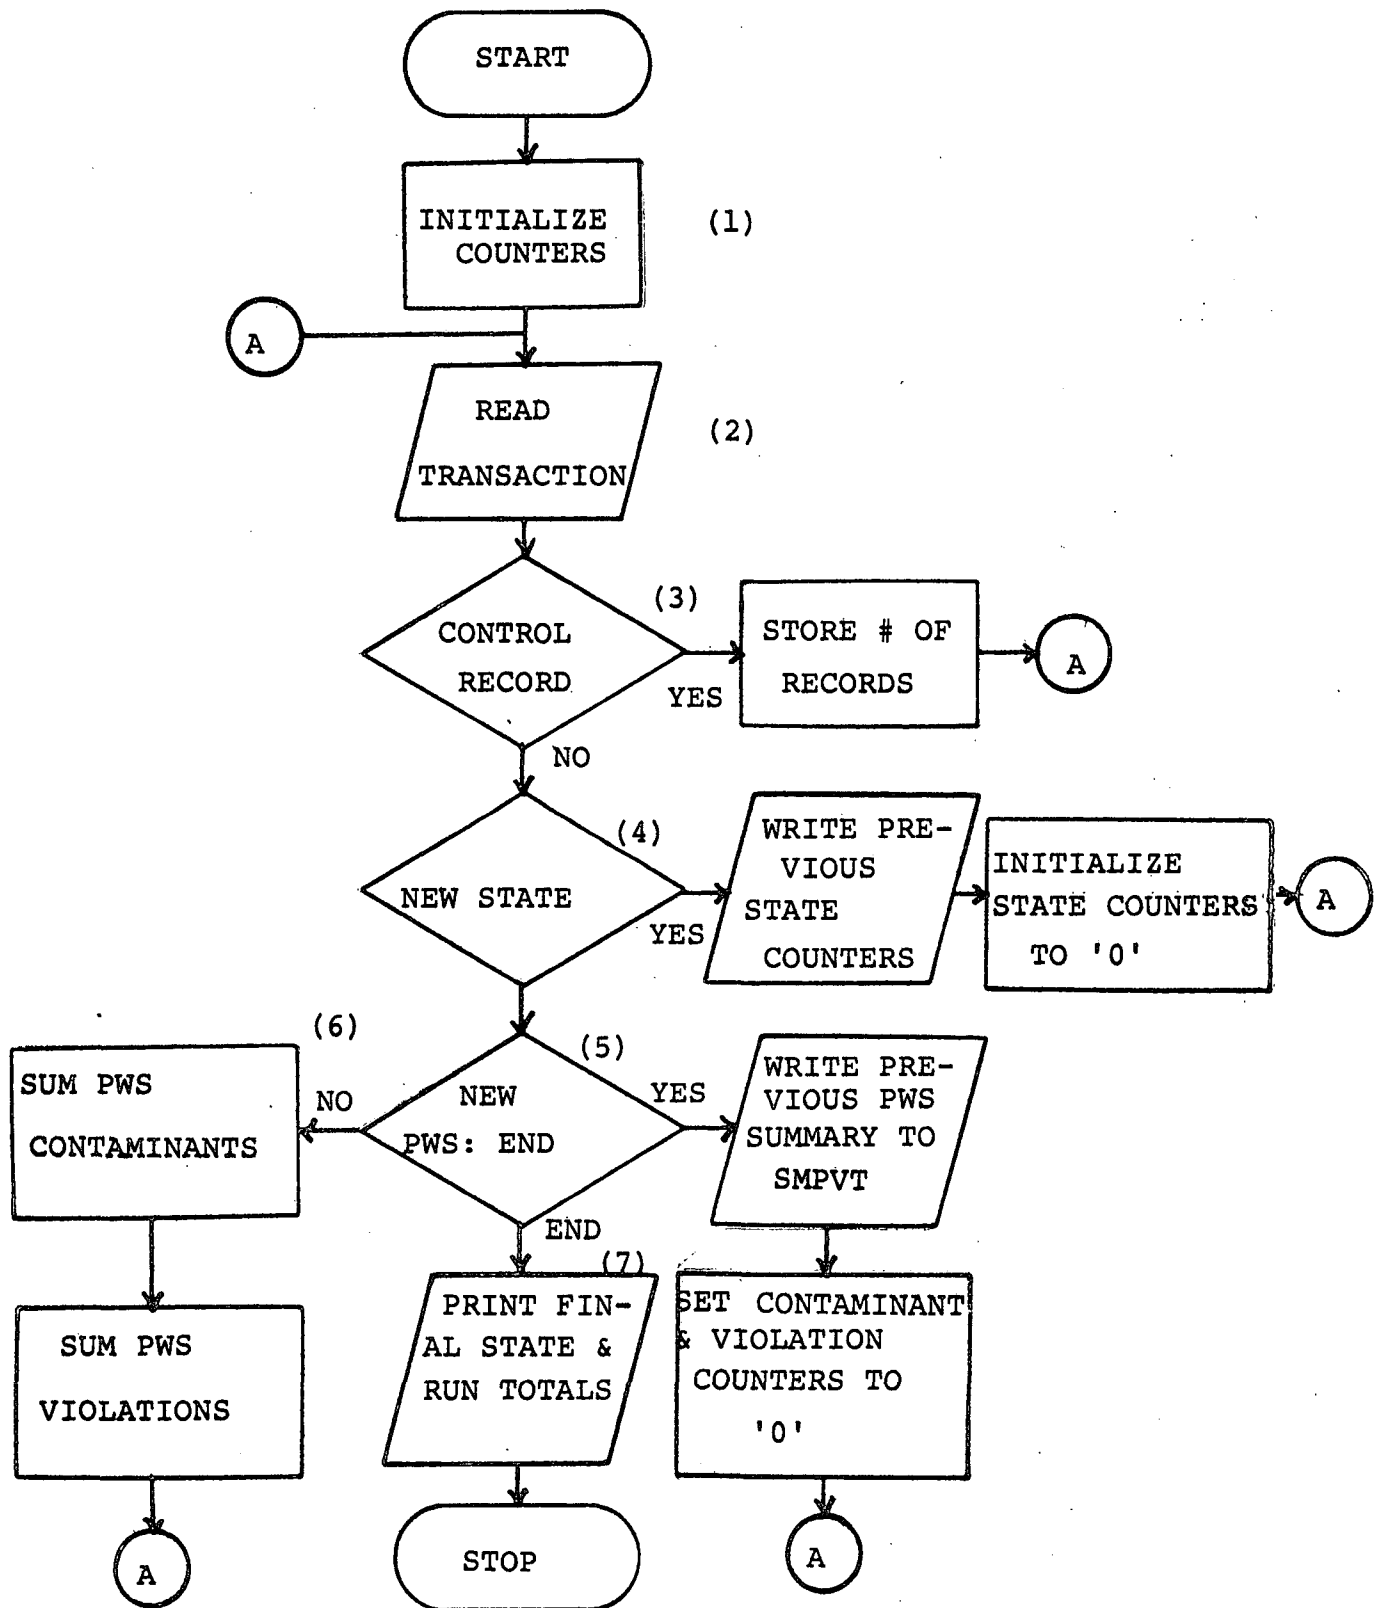 START
INITIALIZE
COUNTERS
(1)
A
READ
TRANSACTION
(2)
CONTROL
RECORD
(3)
YES
STORE # OF
RECORDS
A
NO
NEW STATE
(4)
YES
WRITE PRE-
VIOUS
STATE
COUNTERS
INITIALIZE
STATE COUNTERS
TO '0'
A
(6)
SUM PWS
CONTAMINANTS
NO
NEW
PWS: END
(5)
YES
WRITE PRE-
VIOUS PWS
SUMMARY TO
SMPVT
END
(7)
SUM PWS
VIOLATIONS
PRINT FIN-
AL STATE &
RUN TOTALS
SET CONTAMINANT
& VIOLATION
COUNTERS TO
'0'
A
STOP
A